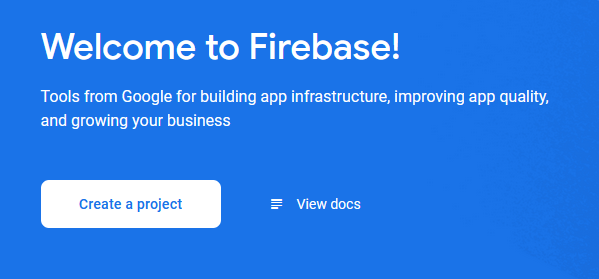 Welcome to Firebase!
Tools from Google for building app infrastructure, improving app quality,
and growing your business
Create a project
View docs